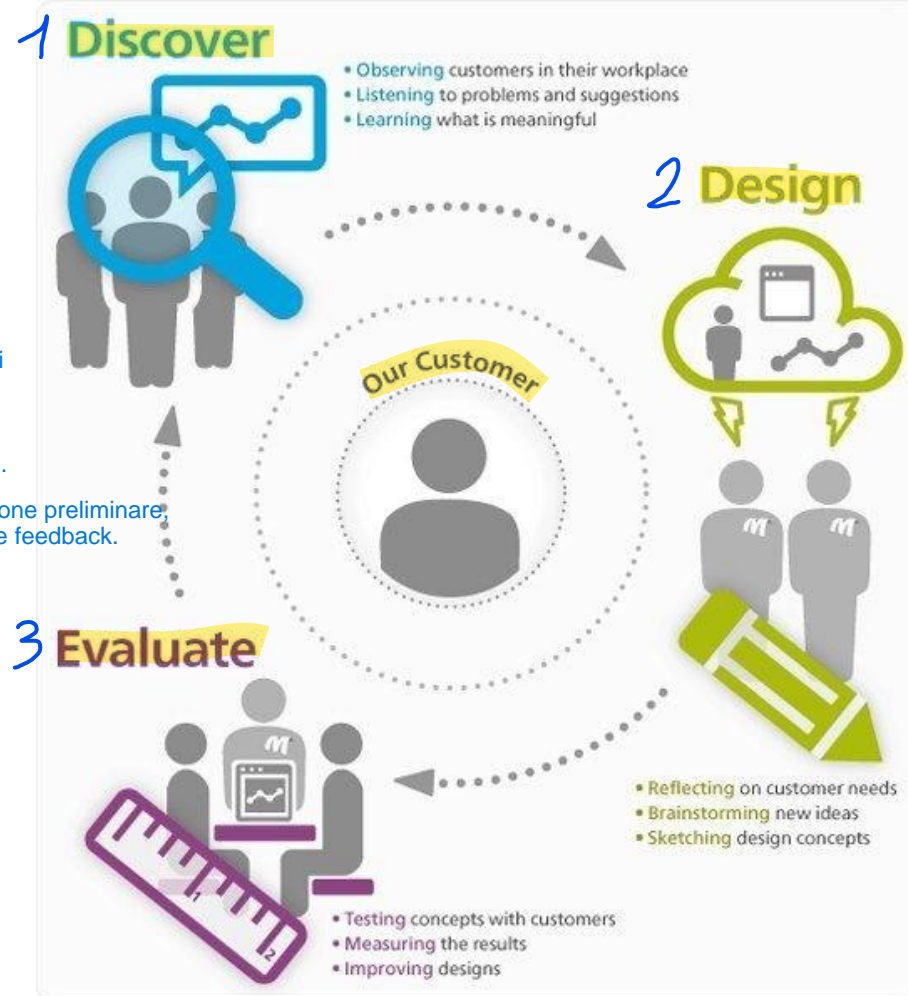 1 Discover
• Observing customers in their workplace
• Listening to problems and suggestions
• Learning what is meaningful
2 Design
i
Our Customer
.
one preliminare,
e feedback.
3 Evaluate
M
M
M
1
2
• Reflecting on customer needs
• Brainstorming new ideas
• Sketching design concepts
• Testing concepts with customers
• Measuring the results
• Improving designs